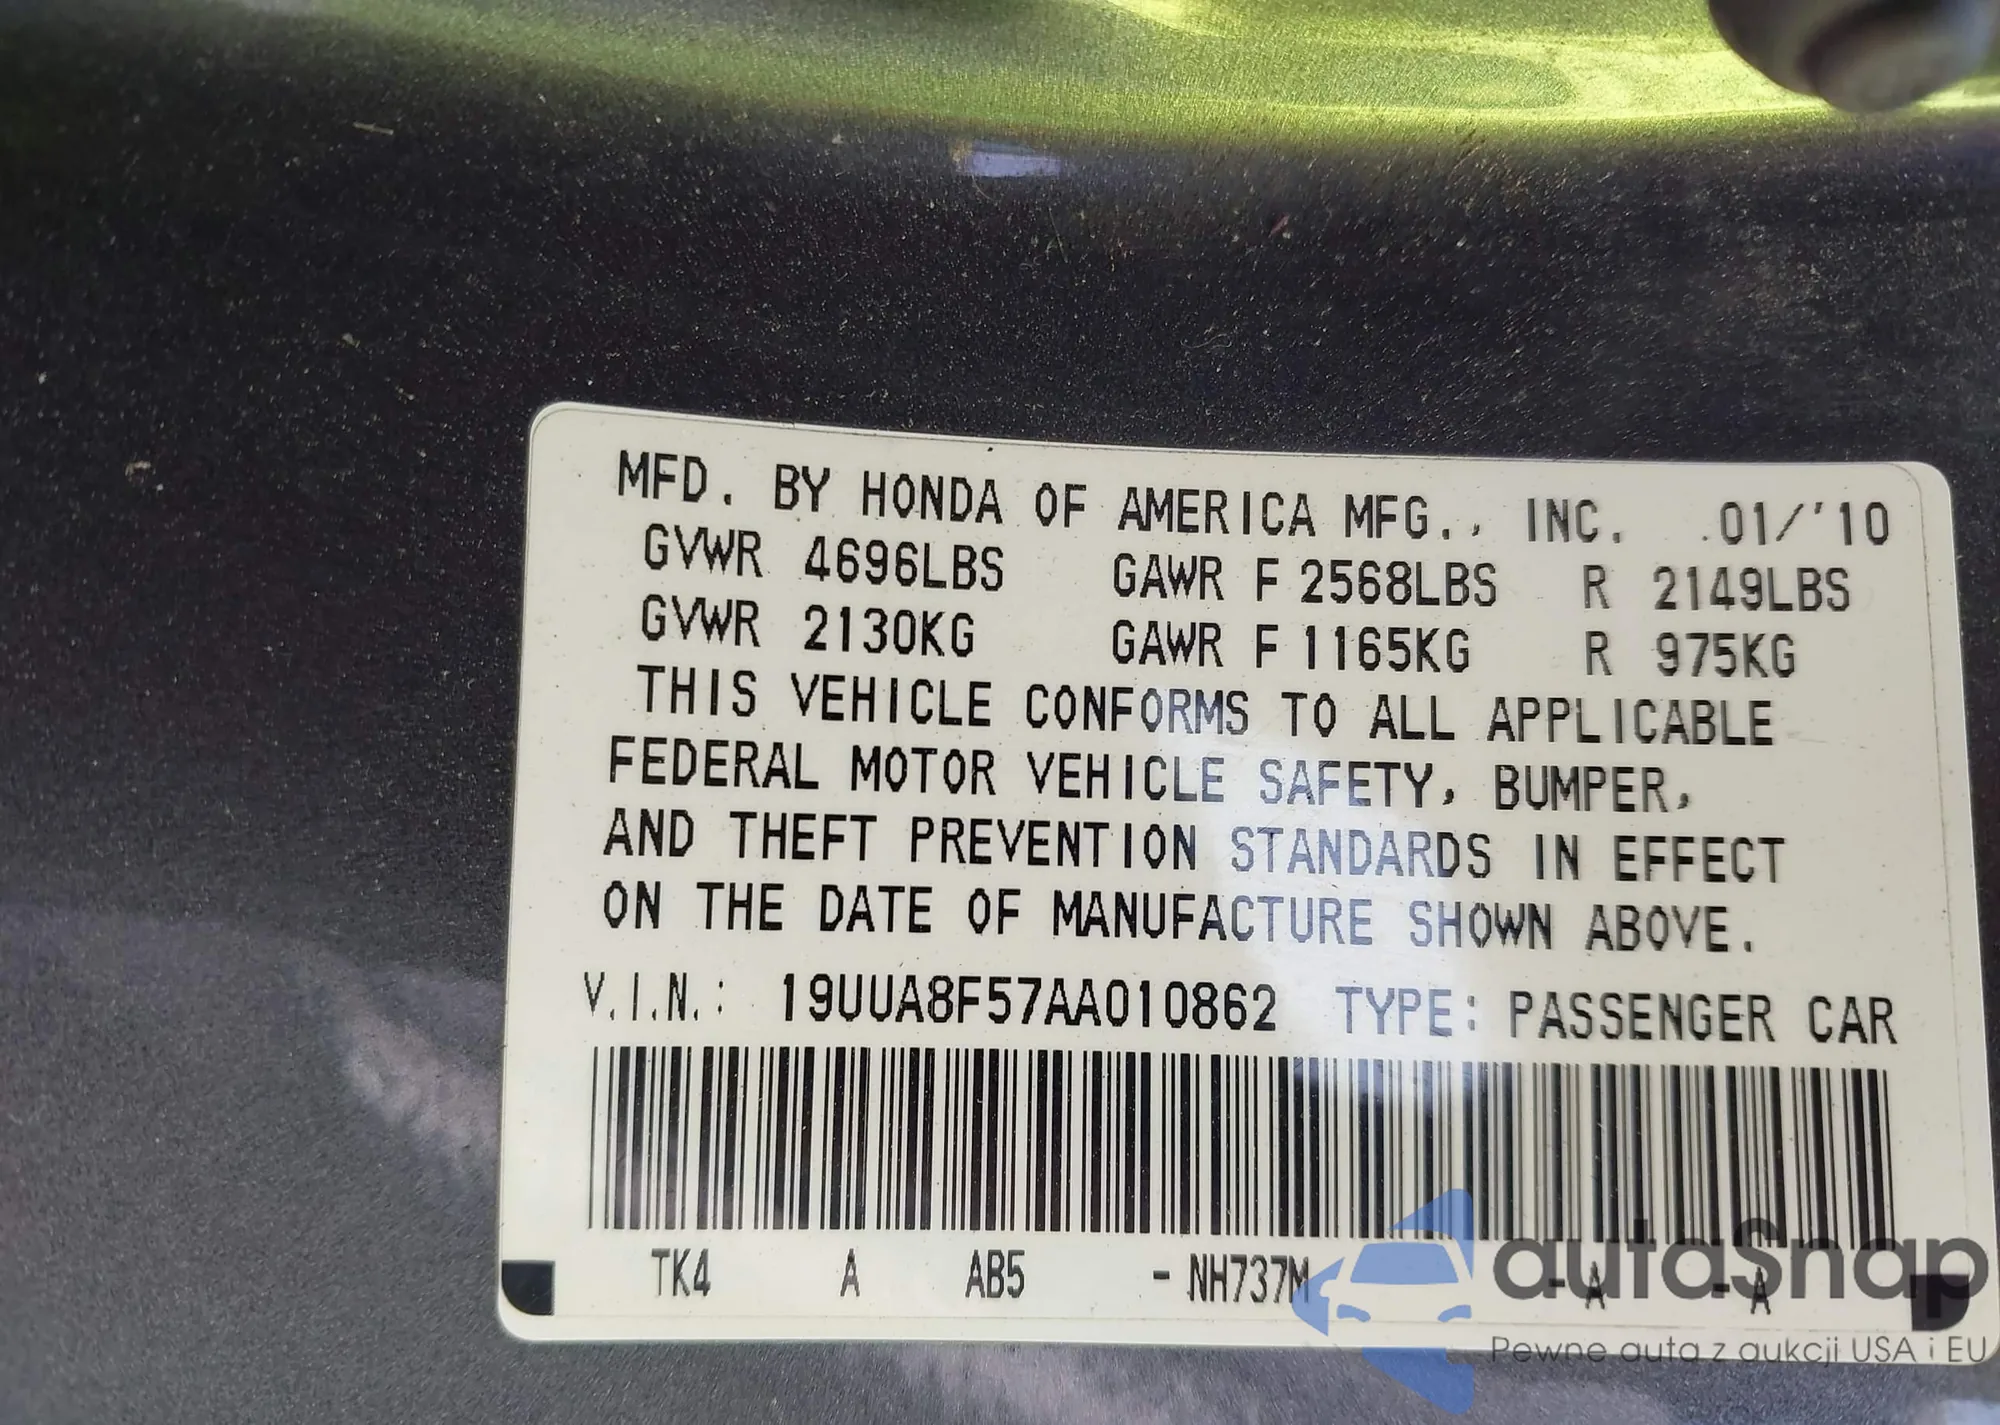 MFD. BY HONDA OF AMERICA MFG., INC. 01/'10
GVWR 4696LBS GAWR F 2568LBS R 2149LBS
GVWR 2130KG GAWR F 1165KG R 975KG
THIS VEHICLE CONFORMS TO ALL APPLICABLE
FEDERAL MOTOR VEHICLE SAFETY, BUMPER,
AND THEFT PREVENTION STANDARDS IN EFFECT
ON THE DATE OF MANUFACTURE SHOWN ABOVE.
V.I.N.: 19UUA8F57AA010862 TYPE: PASSENGER CAR
TK4 A AB5 - NH737M - A - A
autaSnap
Pewne auta z aukcji USA i EU